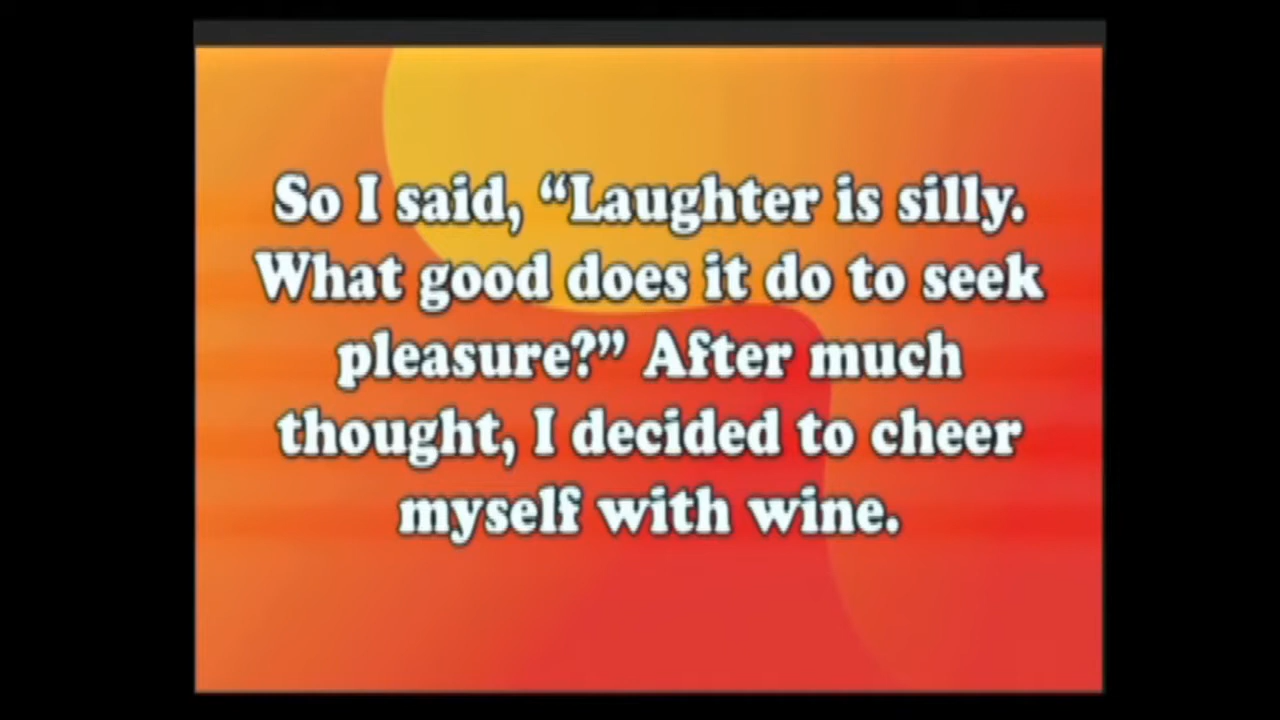 So I said, “Laughter is silly.
What good does it do to seek
pleasure?” After much
thought, I decided to cheer
myself with wine.